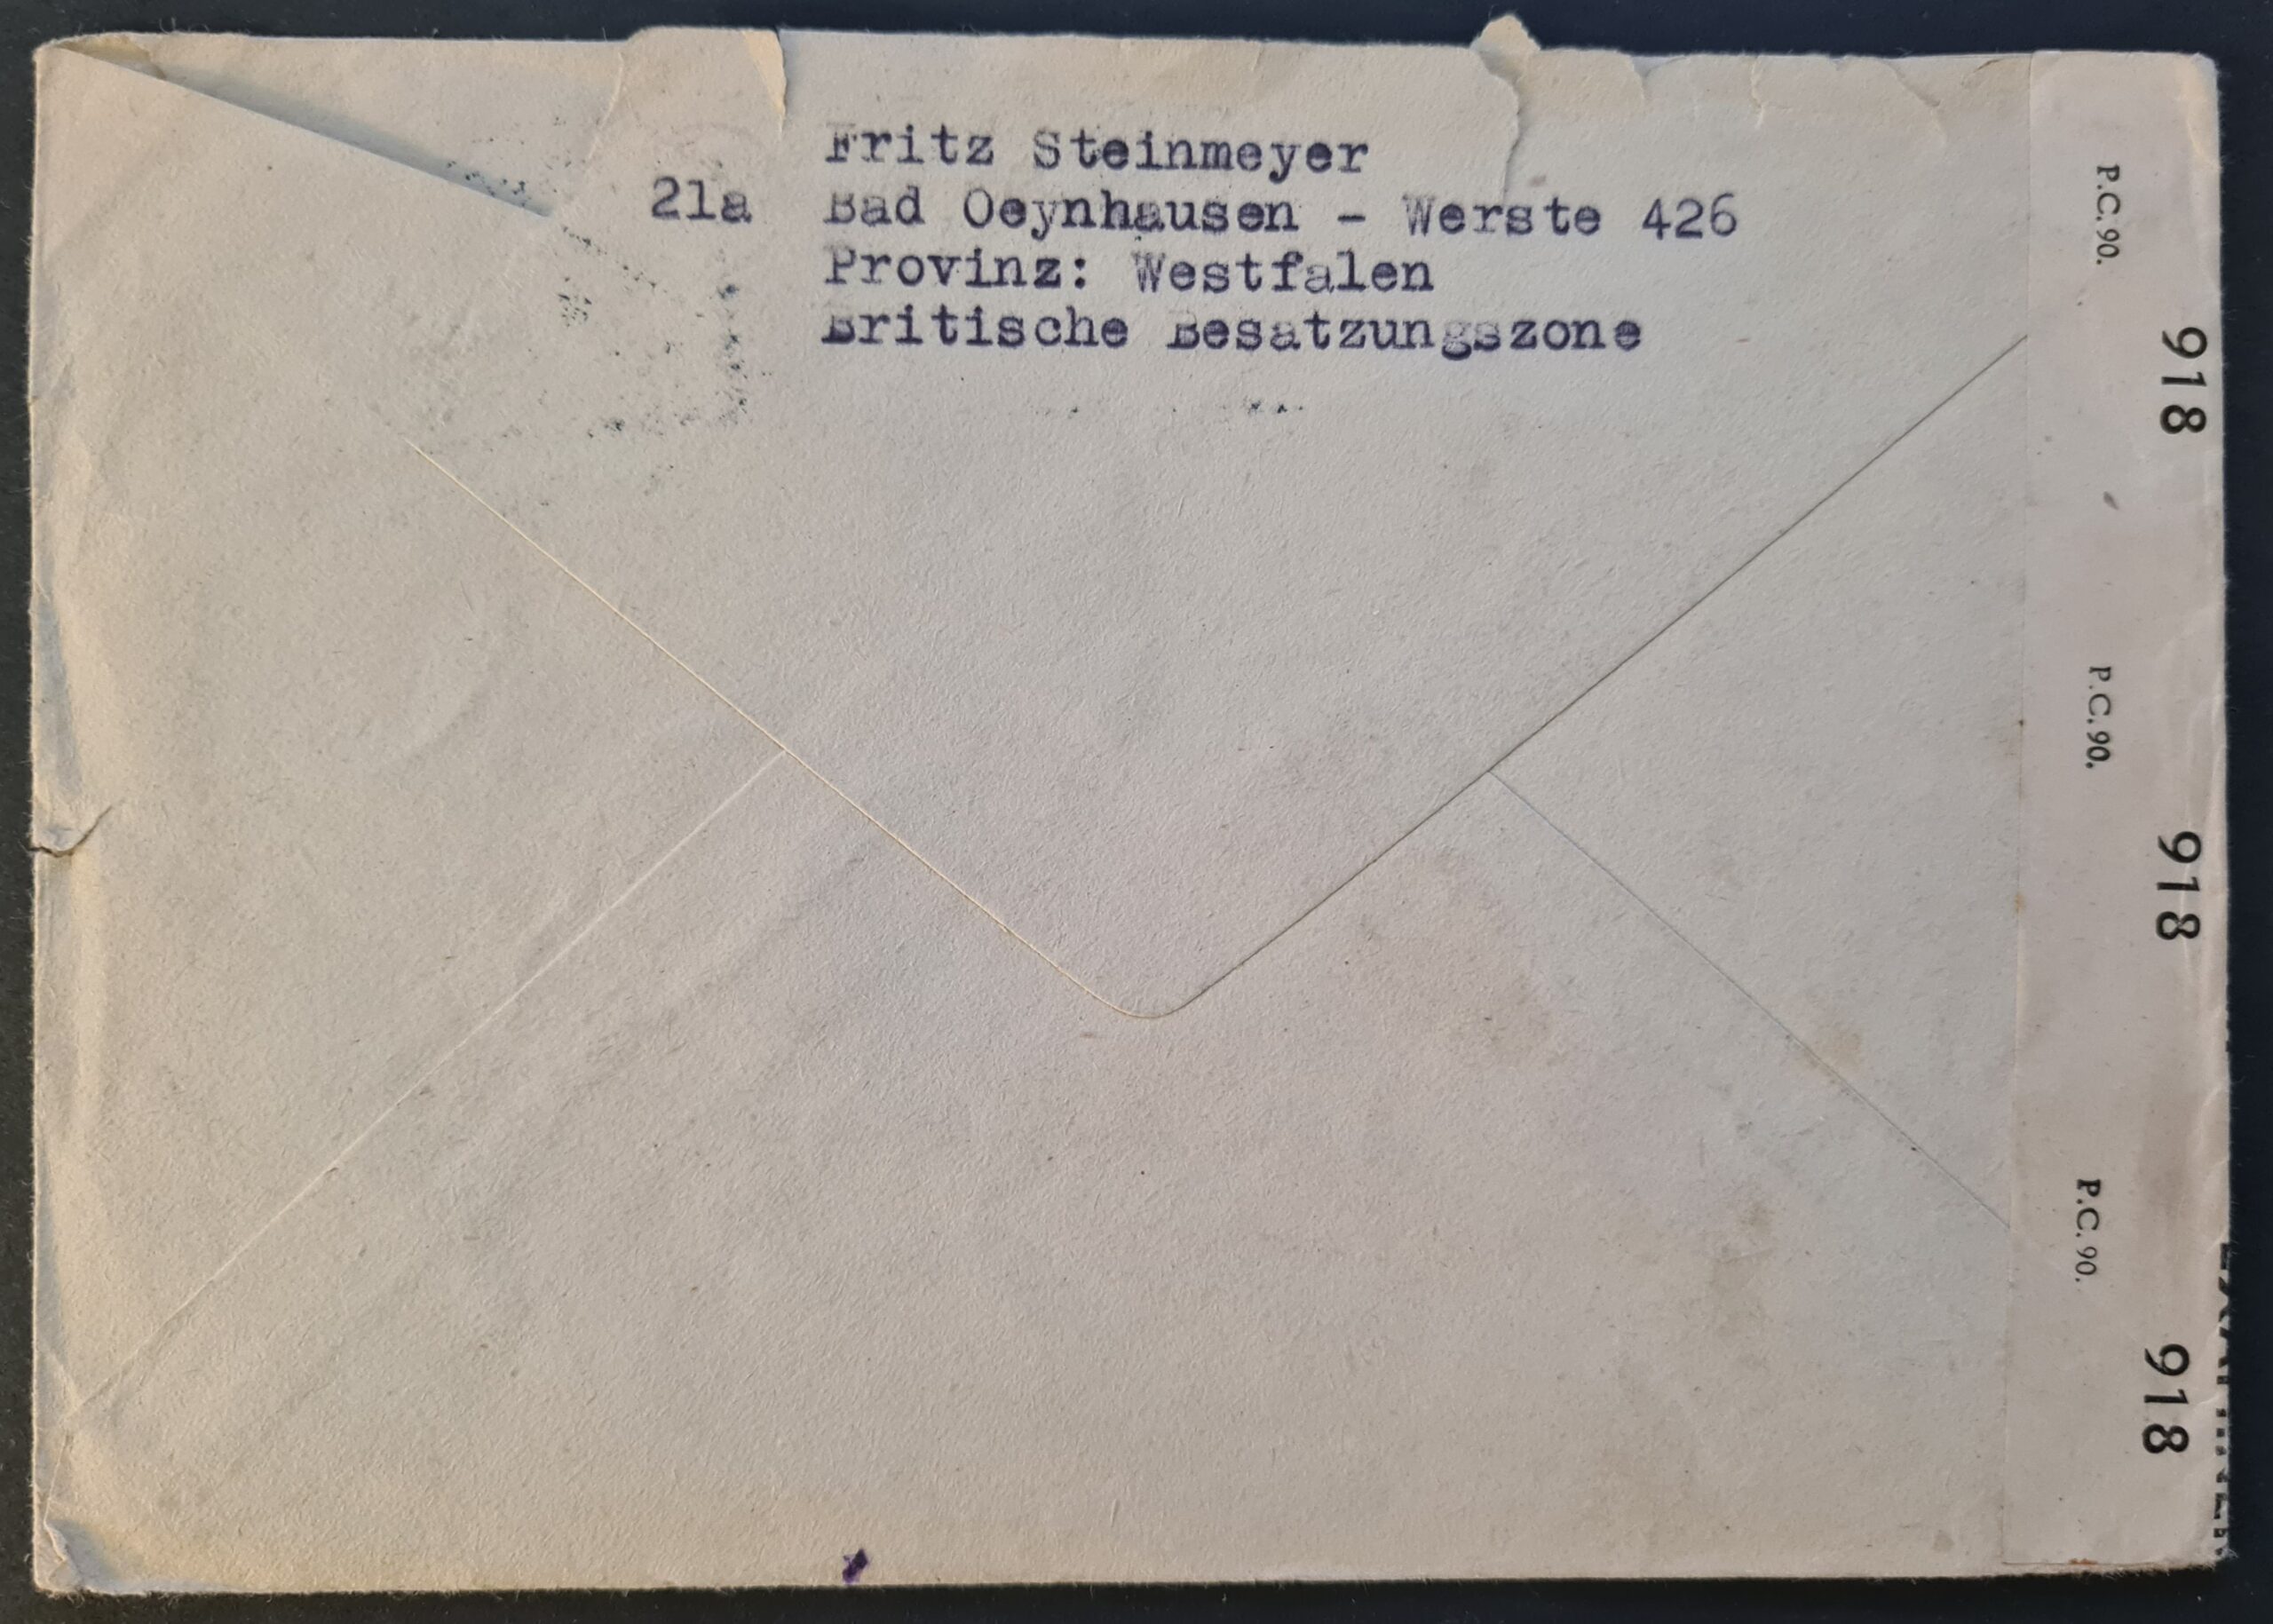 Fritz Steinmeyer
21a Bad Oeynhausen - Werste 426
Provinz: Westfalen
Britische Besatzungszone
P.C.90.
918
P.C.90.
918
P.C.90.
918